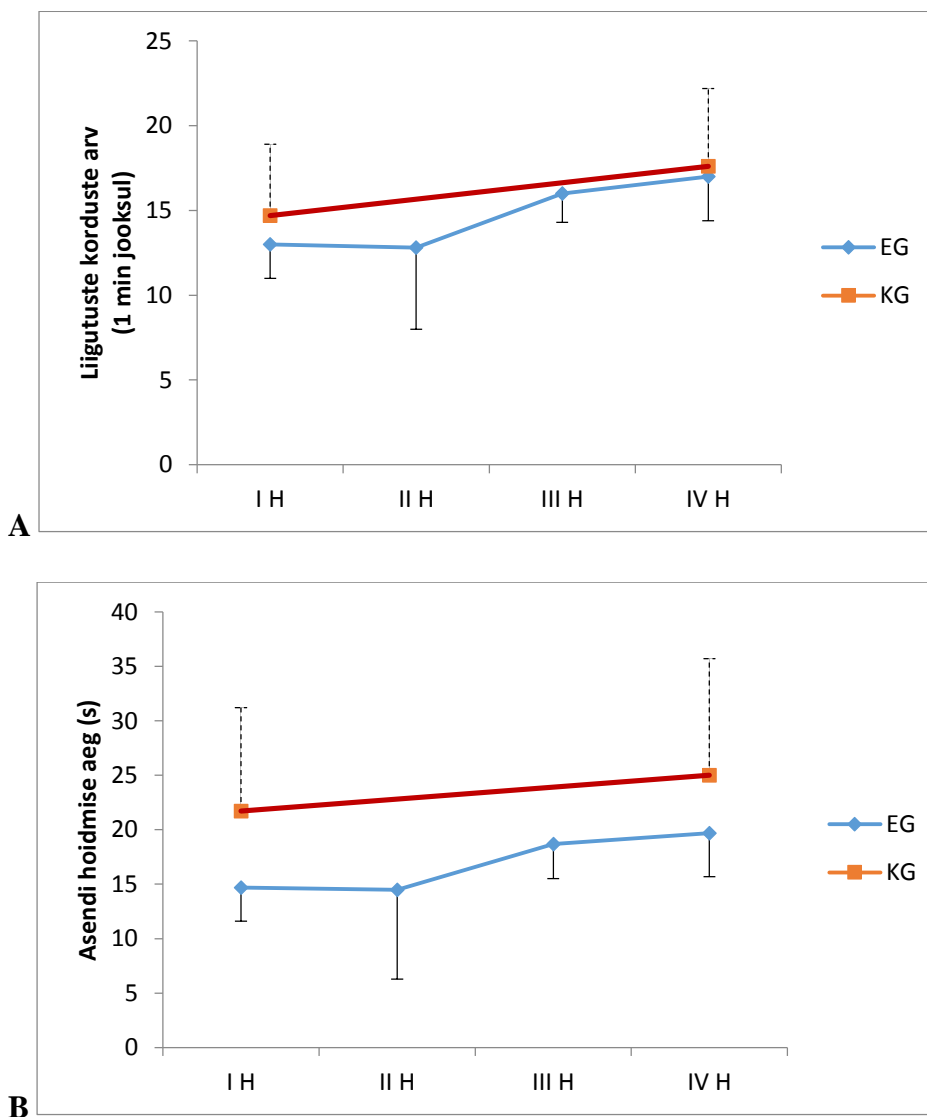 25
20
15
10
5
0
Liigutuste korduste arv
(1 min jooksul)
I H
II H
III H
IV H
EG
KG
A
40
35
30
25
20
15
10
5
0
Asendi hoidmise aeg (s)
I H
II H
III H
IV H
EG
KG
B